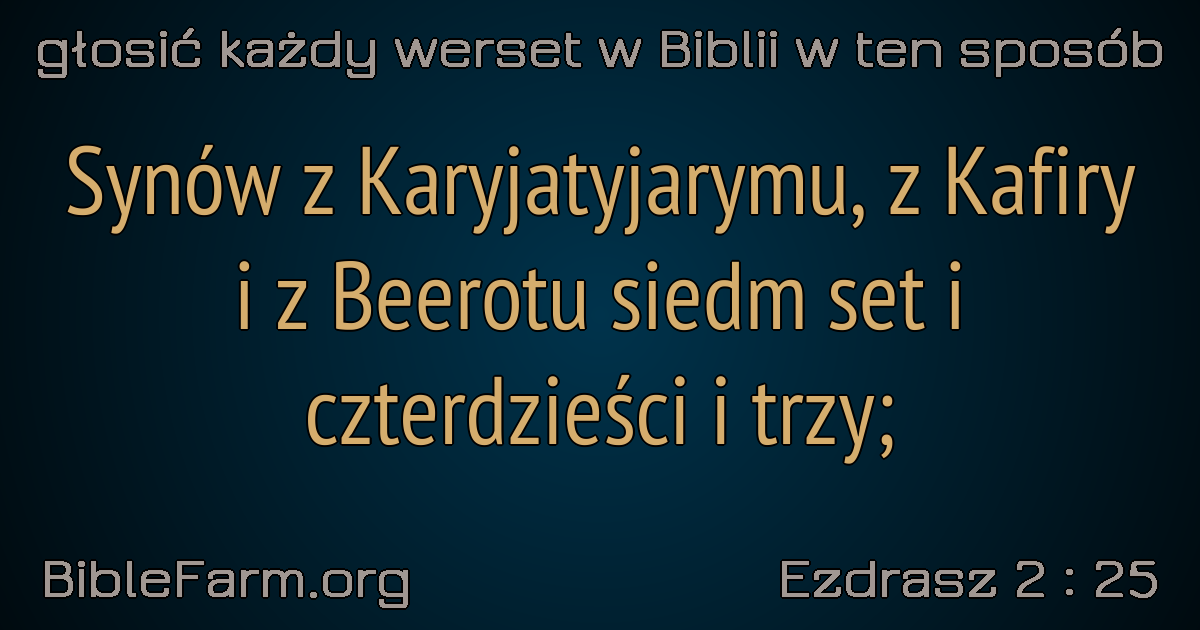 głosić każdy werset w Biblii w ten sposób
Synów z Karyjatyjarymu, z Kafiry
i z Beerotu siedm set i
czterdzieści i trzy;
BibleFarm.org
Ezdrasz 2 : 25